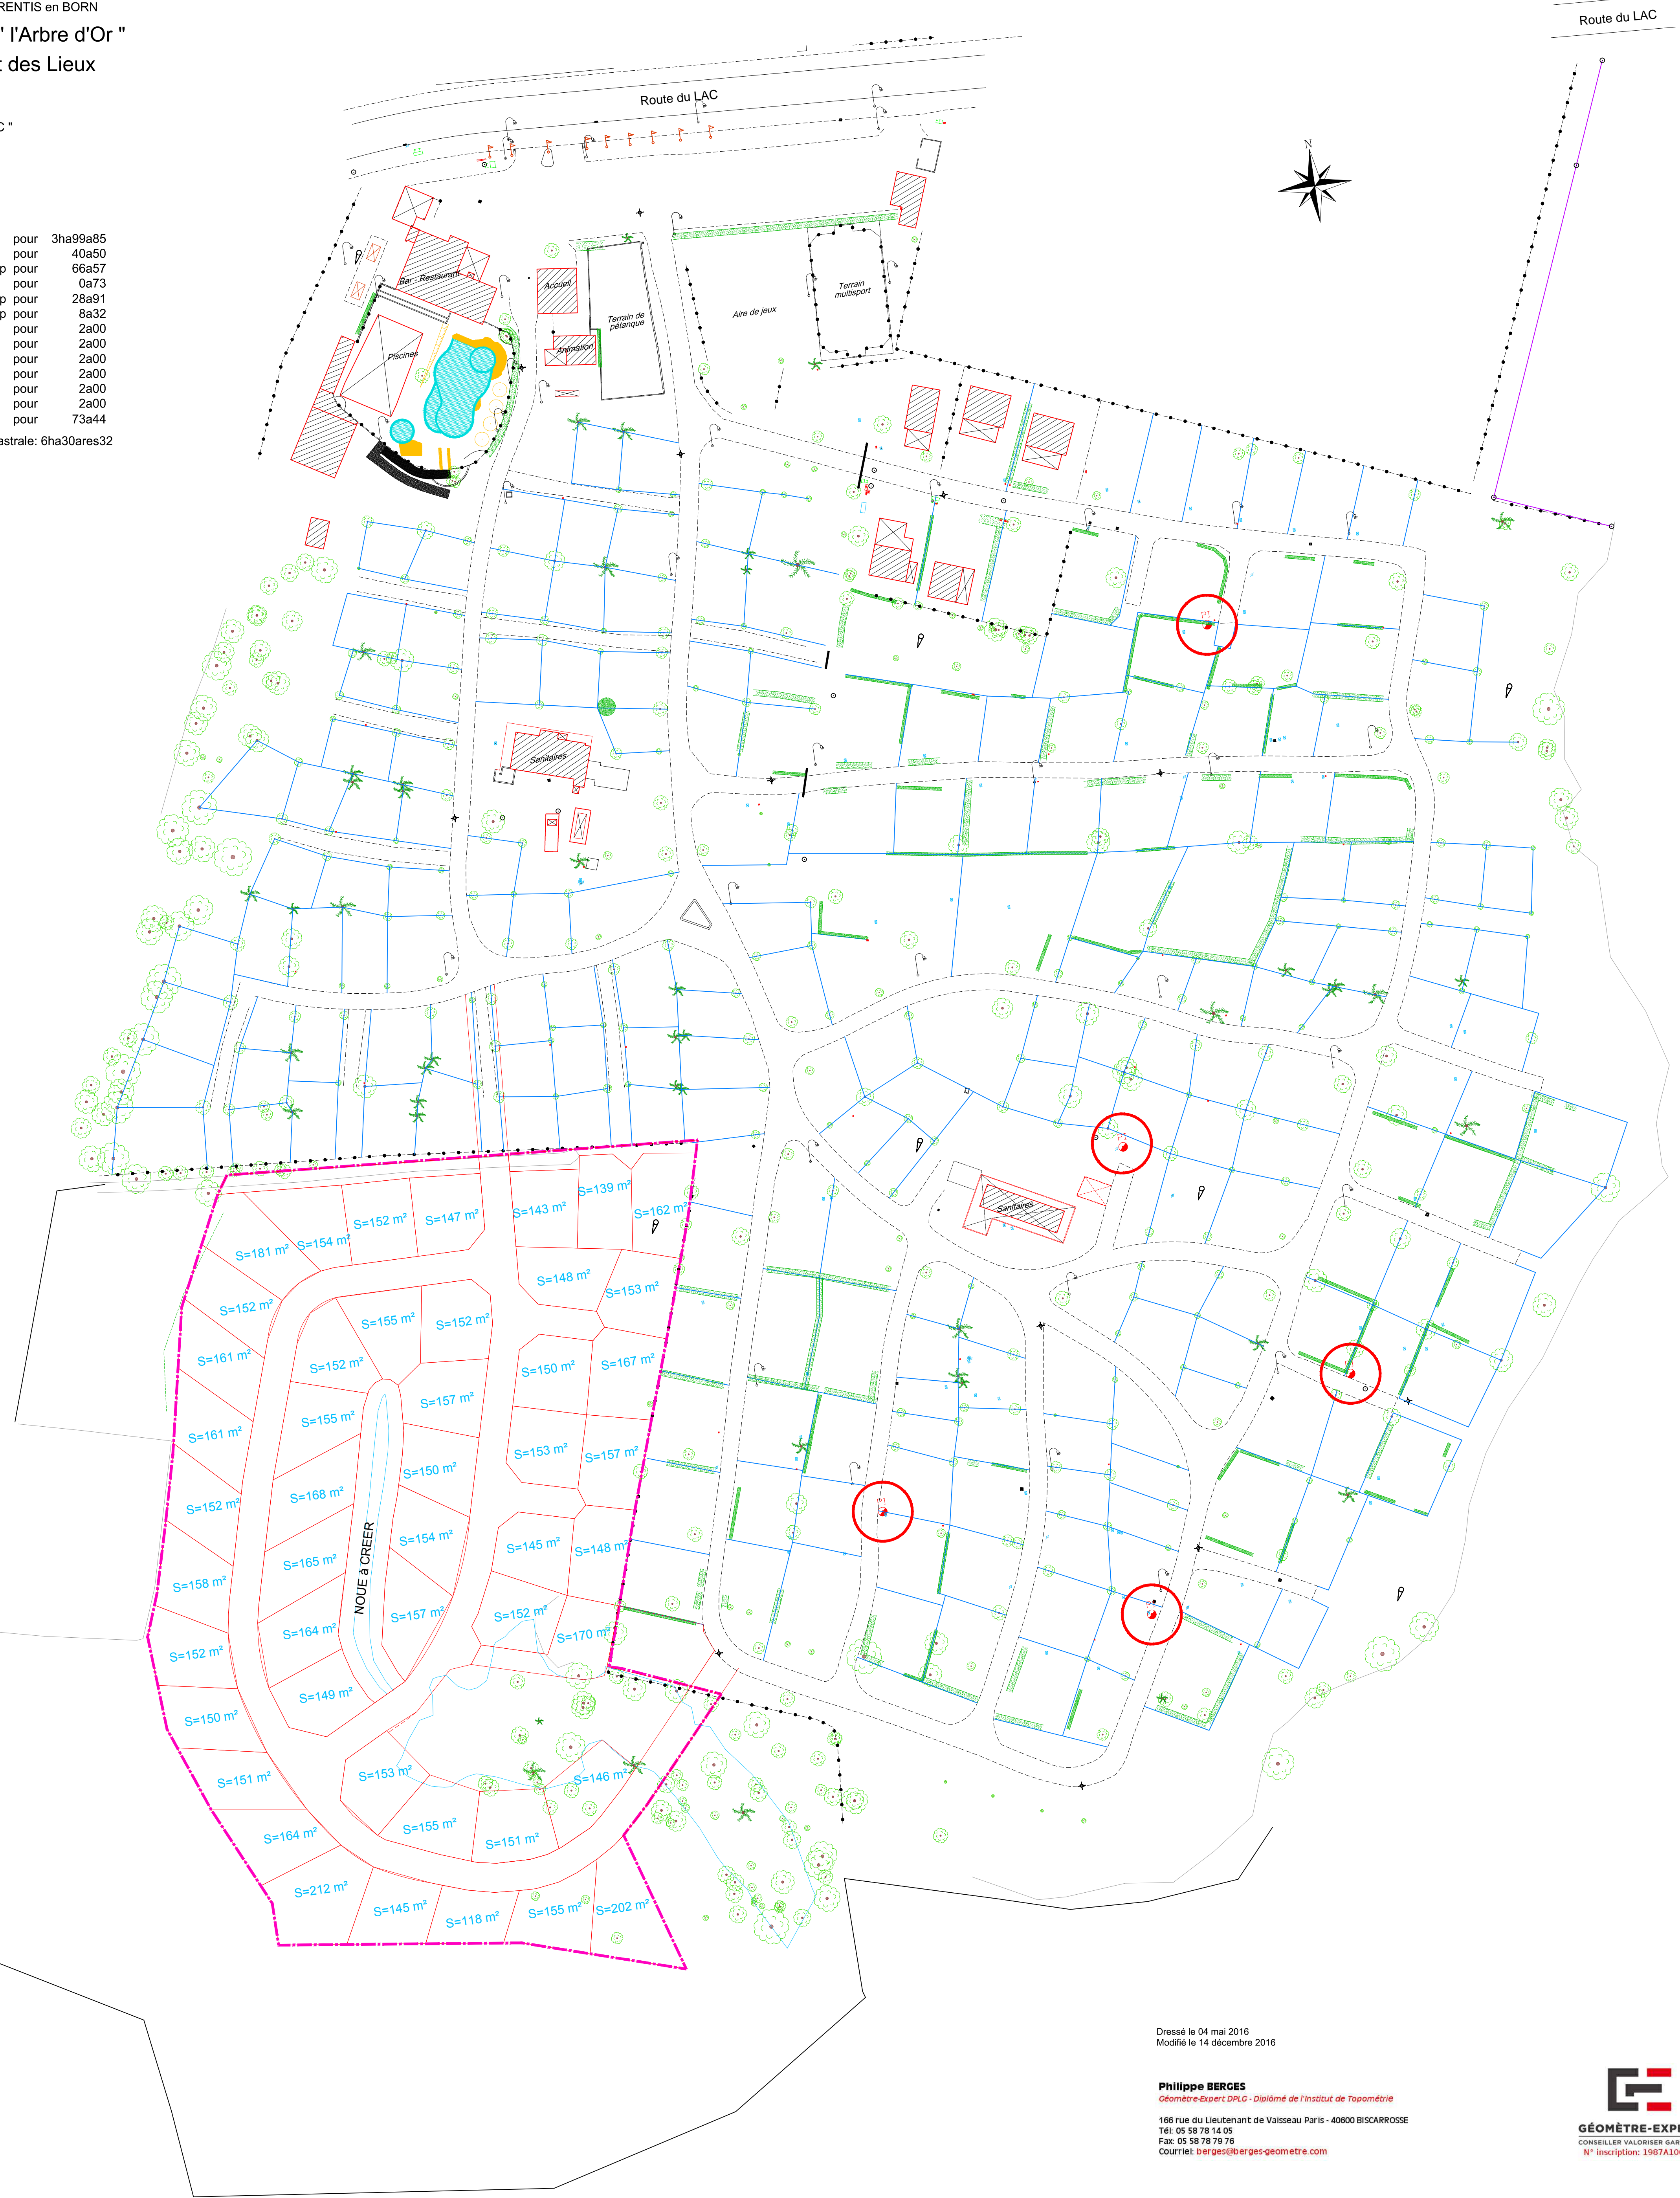 RENTIS en BORN
" l'Arbre d'Or "
des Lieux
C "
pour 3ha99a85
pour 40a50
p pour 66a57
pour 0a73
p pour 28a91
p pour 8a32
pour 2a00
pour 2a00
pour 2a00
pour 2a00
pour 2a00
pour 2a00
pour 73a44
astrale: 6ha30ares32
Route du LAC
Route du LAC
N
Bar - Restaurant
Accueil
Terrain de
pétanque
Animation
Piscines
Aire de jeux
Terrain
multisport
Sanitaires
P1
P1
Sanitaires
P1
S=139 m²
S=152 m²
S=147 m²
S=143 m²
S=162 m²
S=181 m²
S=154 m²
S=148 m²
S=153 m²
S=152 m²
S=155 m²
S=152 m²
S=161 m²
S=152 m²
S=150 m²
S=167 m²
S=157 m²
S=161 m²
S=155 m²
S=153 m²
S=157 m²
S=150 m²
S=152 m²
S=168 m²
S=154 m²
S=145 m²
S=148 m²
S=158 m²
S=165 m²
NOUE à CREER
S=157 m²
S=152 m²
S=170 m²
S=152 m²
S=164 m²
S=149 m²
S=150 m²
S=151 m²
S=153 m²
S=146 m²
S=164 m²
S=155 m²
S=151 m²
S=212 m²
S=145 m²
S=118 m²
S=155 m²
S=202 m²
Dressé le 04 mai 2016
Modifié le 14 décembre 2016
Philippe BERGES
Géomètre-Expert DPLG - Diplômé de l'Institut de Topométrie
166 rue du Lieutenant de Vaisseau Paris - 40600 BISCARROSSE
Tél: 05 58 78 14 05
Fax: 05 58 78 79 76
Courriel: berges@berges-geometre.com
GÉOMÈTRE-EXPE
CONSEILLER VALORISER GAR
N° inscription: 1987A10